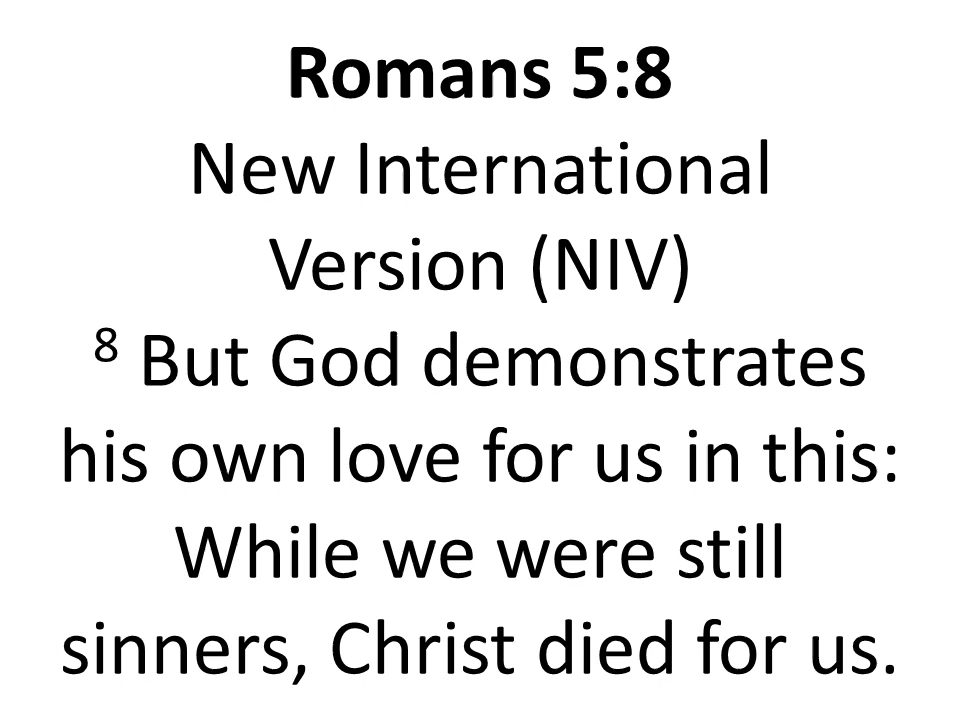 Romans 5:8
New International
Version (NIV)
8 But God demonstrates
his own love for us in this:
While we were still
sinners, Christ died for us.